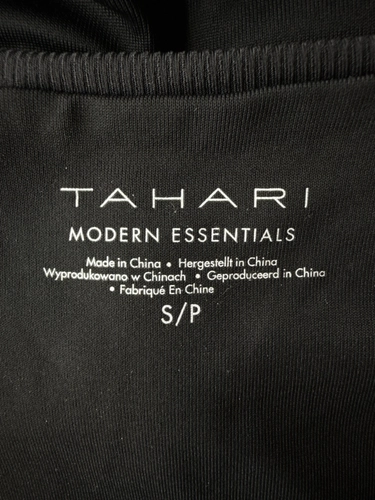 TAHARI
MODERN ESSENTIALS
Made in China • Hergestellt in China
Wyprodukowano w Chinach • Geproduceerd in China
• Fabriqué En Chine
S/P